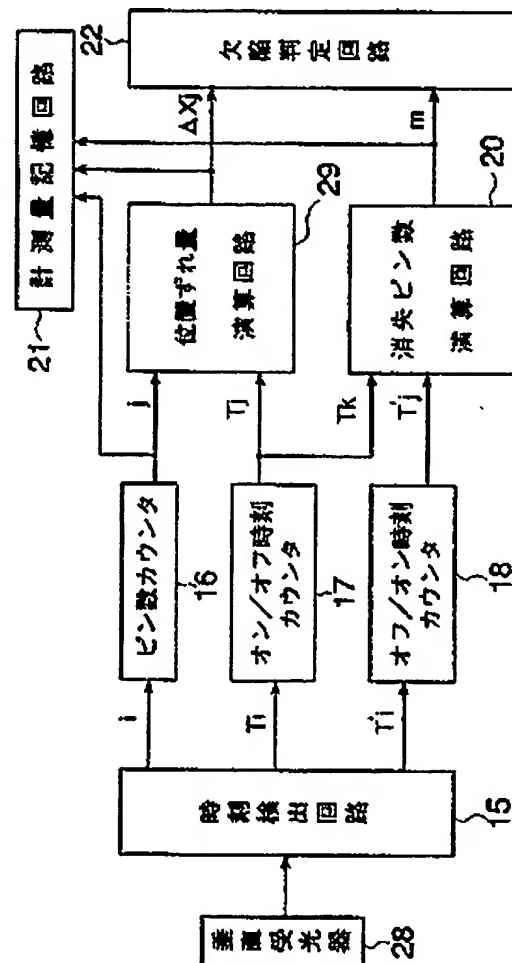 垂直受光器
28
時刻検出回路
15
i
Ti
T'i
ピン数カウンタ
16
オン/オフ時刻
カウンタ
17
オフ/オン時刻
カウンタ
18
j
Tj
Tk
T'j
位置ずれ量
演算回路
29
消失ピン数
演算回路
20
計測量記憶回路
21
ΔXj
m
欠陥判定回路
22